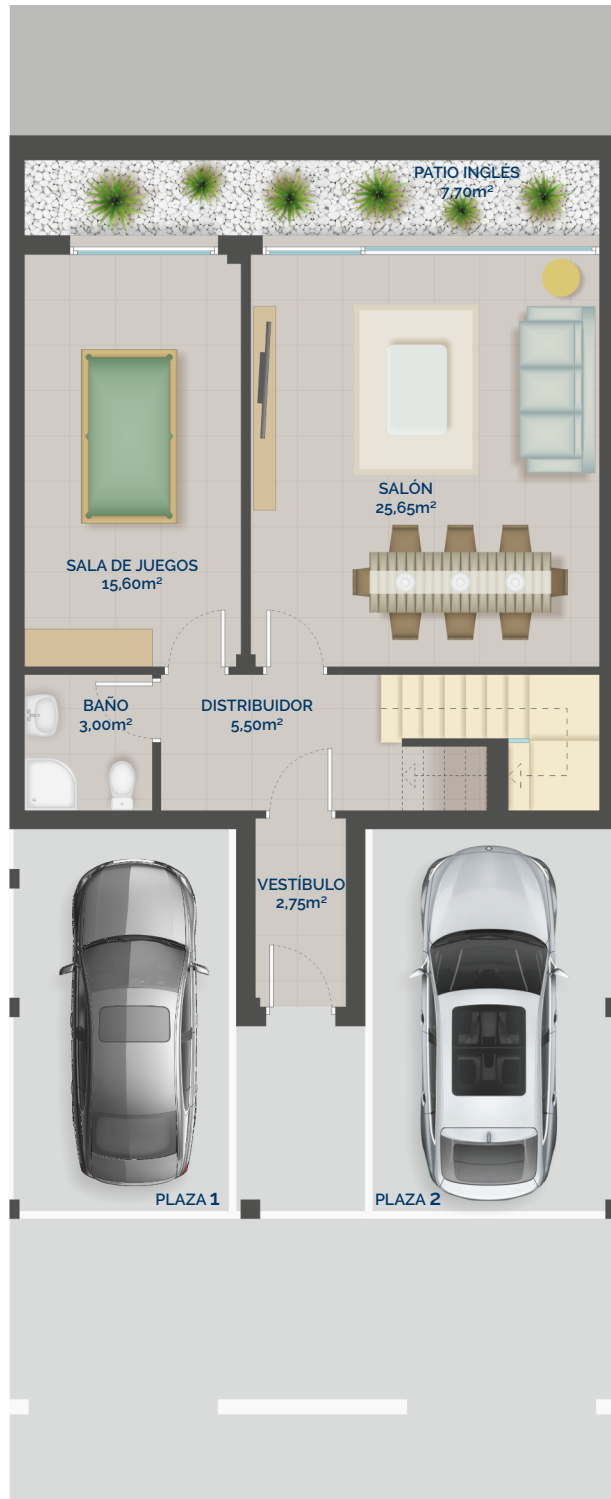 PATIO INGLÉS
7,70m²
SALÓN
25,65m²
SALA DE JUEGOS
15,60m²
BAÑO
3,00m²
DISTRIBUIDOR
5,50m²
VESTÍBULO
2,75m²
PLAZA 1
PLAZA 2